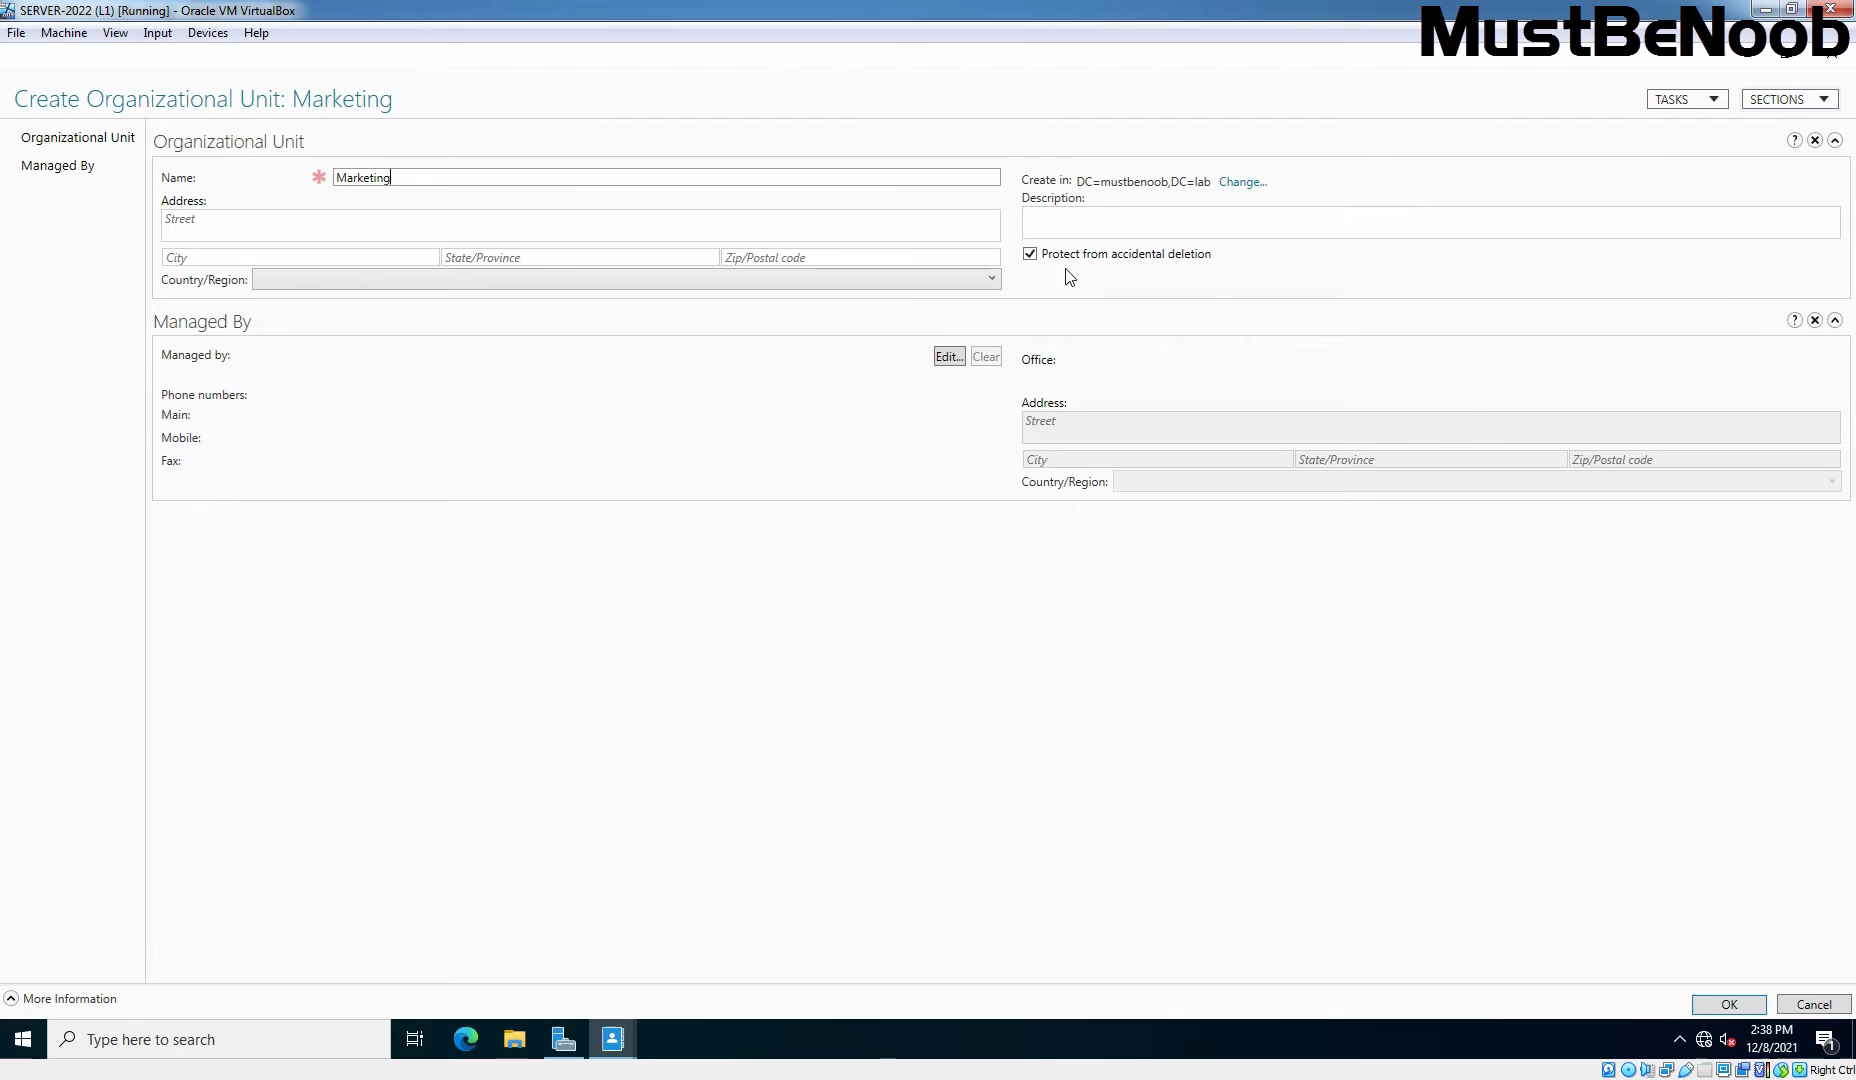 SERVER-2022 (L1) [Running] - Oracle VM VirtualBox
File Machine View Input Devices Help
MustBeNoob
Create Organizational Unit: Marketing
TASKS
SECTIONS
Organizational Unit
Managed By
Organizational Unit
?
Name: Marketing
Address:
Street
City State/Province Zip/Postal code
Country/Region:
Create in: DC=mustbenoob,DC=lab Change...
Description:
Protect from accidental deletion
Managed By
?
Managed by:
Edit... Clear
Phone numbers:
Main:
Mobile:
Fax:
Office:
Address:
Street
City State/Province Zip/Postal code
Country/Region:
More Information
OK Cancel
Type here to search
2:38 PM
12/8/2021
1
Right Ctrl